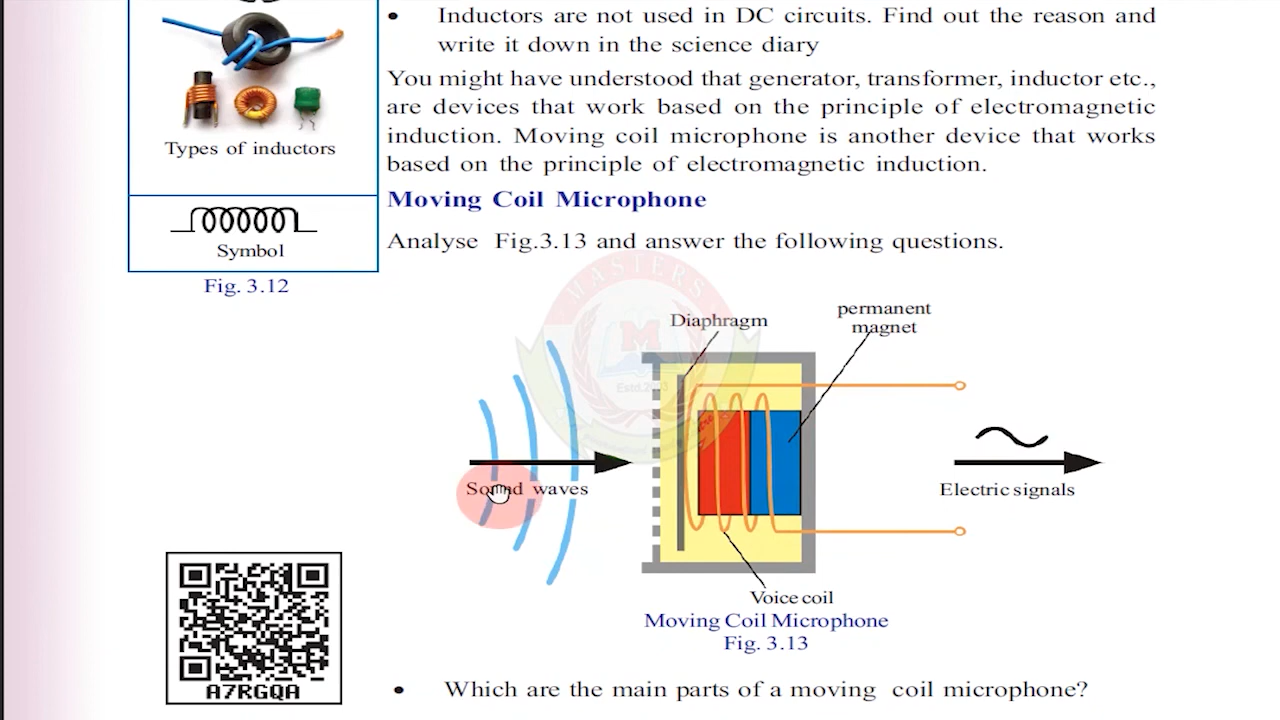 • Inductors are not used in DC circuits. Find out the reason and
write it down in the science diary
You might have understood that generator, transformer, inductor etc.,
are devices that work based on the principle of electromagnetic
induction. Moving coil microphone is another device that works
based on the principle of electromagnetic induction.
Types of inductors
Symbol
Fig. 3.12
Moving Coil Microphone
Analyse Fig.3.13 and answer the following questions.
MASTERS
M
Estd.2003
Diaphragm
permanent
magnet
Sound waves
Electric signals
Voice coil
Moving Coil Microphone
Fig. 3.13
A7RGQA
• Which are the main parts of a moving coil microphone?